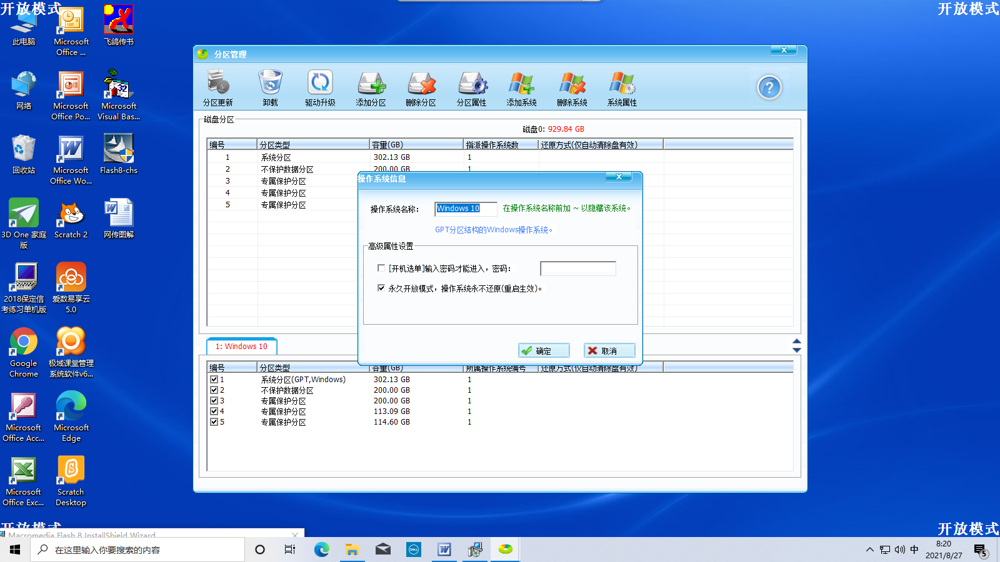 开放模式
开放模式
此电脑
Microsoft
Office ...
飞鸽传书
网络
Microsoft
Office Po...
Microsoft
Visual Bas...
回收站
Microsoft
Office Wo...
Flash8-chs
3D One 家庭
版
Scratch 2
网传图解
2018保定信
考练习单机版
爱数易享云
5.0
Google
Chrome
极域课堂管理
系统软件v6...
Microsoft
Office Acc...
Microsoft
Edge
Microsoft
Office Exc...
Scratch
Desktop
分区管理
分区更新
卸载
驱动升级
添加分区
删除分区
分区属性
添加系统
删除系统
系统属性
磁盘分区
磁盘0: 929.84 GB
编号 分区类型 容量(GB) 指派操作系统数 还原方式(仅自动清除盘有效)
1 系统分区 302.13 GB 1
2 不保护数据分区 200.00 GB 1
3 专属保护分区
4 专属保护分区
5 专属保护分区
操作系统信息
操作系统名称: Windows 10 在操作系统名称前加 ~ 以隐藏该系统。
GPT分区结构的Windows操作系统。
高级属性设置
[开机选单]输入密码才能进入，密码:
永久开放模式，操作系统永不还原(重启生效)。
确定
取消
1: Windows 10
编号 分区类型 容量(GB) 所属操作系统编号 还原方式(仅自动清除盘有效)
1 系统分区(GPT,Windows) 302.13 GB 1
2 不保护数据分区 200.00 GB 1
3 专属保护分区 200.00 GB 1
4 专属保护分区 113.09 GB 1
5 专属保护分区 114.60 GB 1
开放模式
开放模式
Macromedia Flash 8 InstallShield Wizard
在这里输入你要搜索的内容
DELL
中
8:20
2021/8/27
5